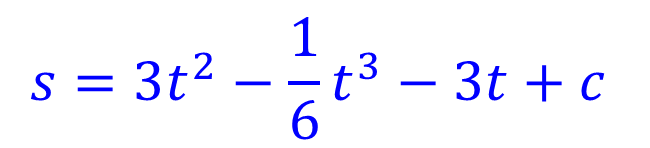 s = 3t² − 1/6 t³ − 3t + c